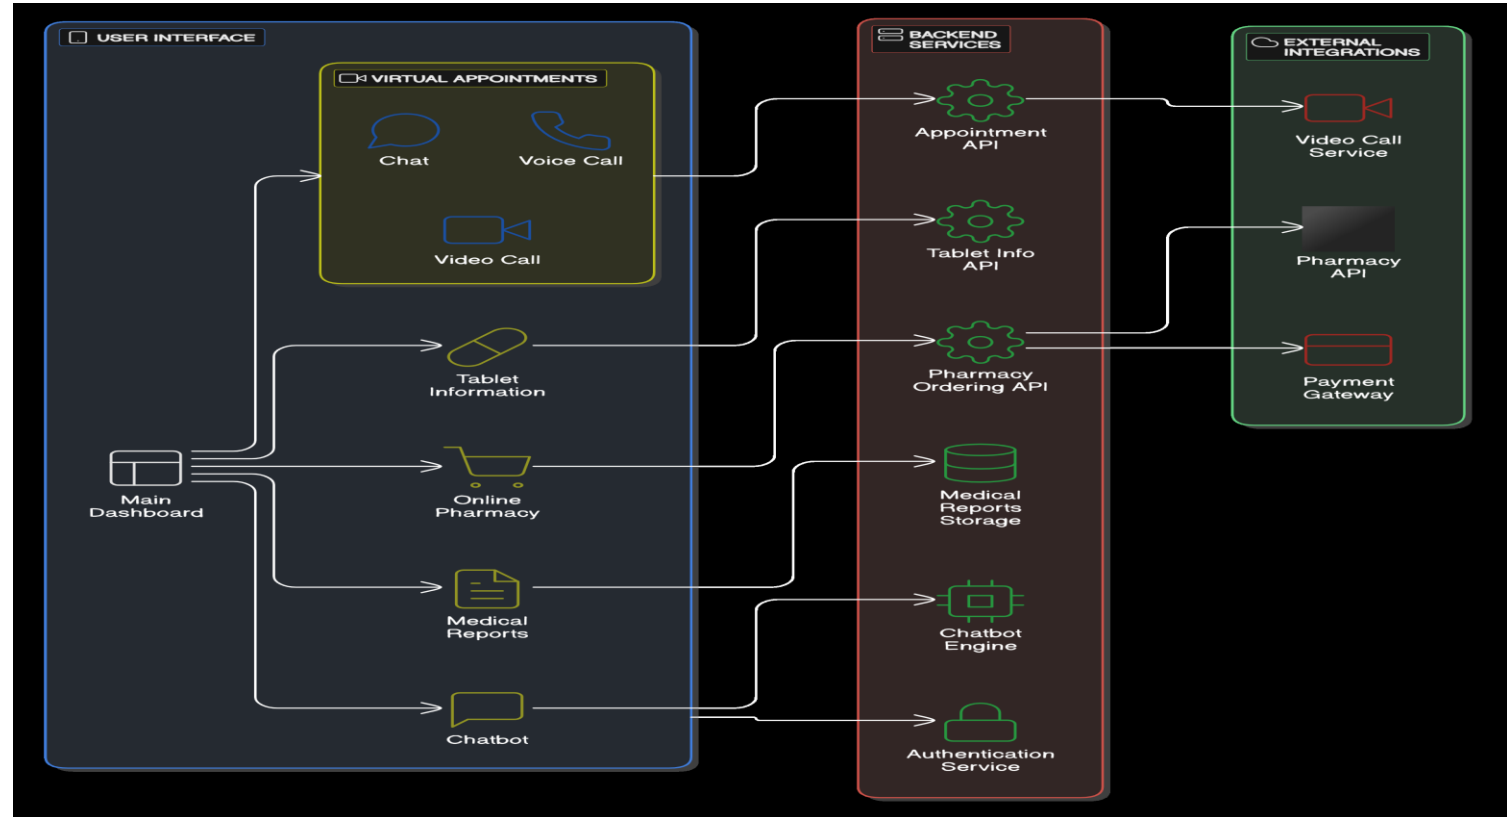 USER INTERFACE
VIRTUAL APPOINTMENTS
Chat
Voice Call
Video Call
Tablet
Information
Main
Dashboard
Online
Pharmacy
Medical
Reports
Chatbot
BACKEND
SERVICES
Appointment
API
Tablet Info
API
Pharmacy
Ordering API
Medical
Reports
Storage
Chatbot
Engine
Authentication
Service
EXTERNAL
INTEGRATIONS
Video Call
Service
Pharmacy
API
Payment
Gateway